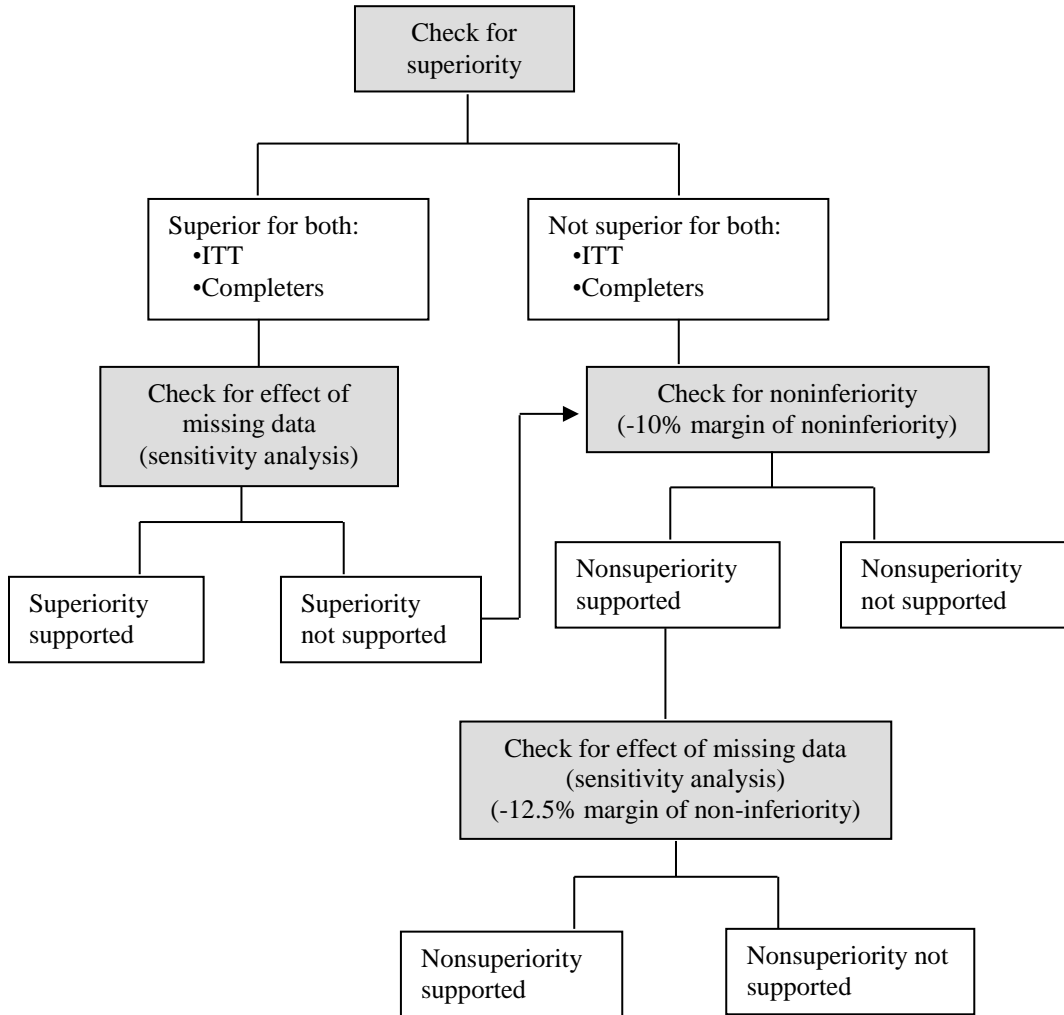 Check for
superiority
Superior for both:
•ITT
•Completers
Not superior for both:
•ITT
•Completers
Check for effect of
missing data
(sensitivity analysis)
Check for noninferiority
(-10% margin of noninferiority)
Superiority
supported
Superiority
not supported
Nonsuperiority
supported
Nonsuperiority
not supported
Check for effect of missing data
(sensitivity analysis)
(-12.5% margin of non-inferiority)
Nonsuperiority
supported
Nonsuperiority not
supported